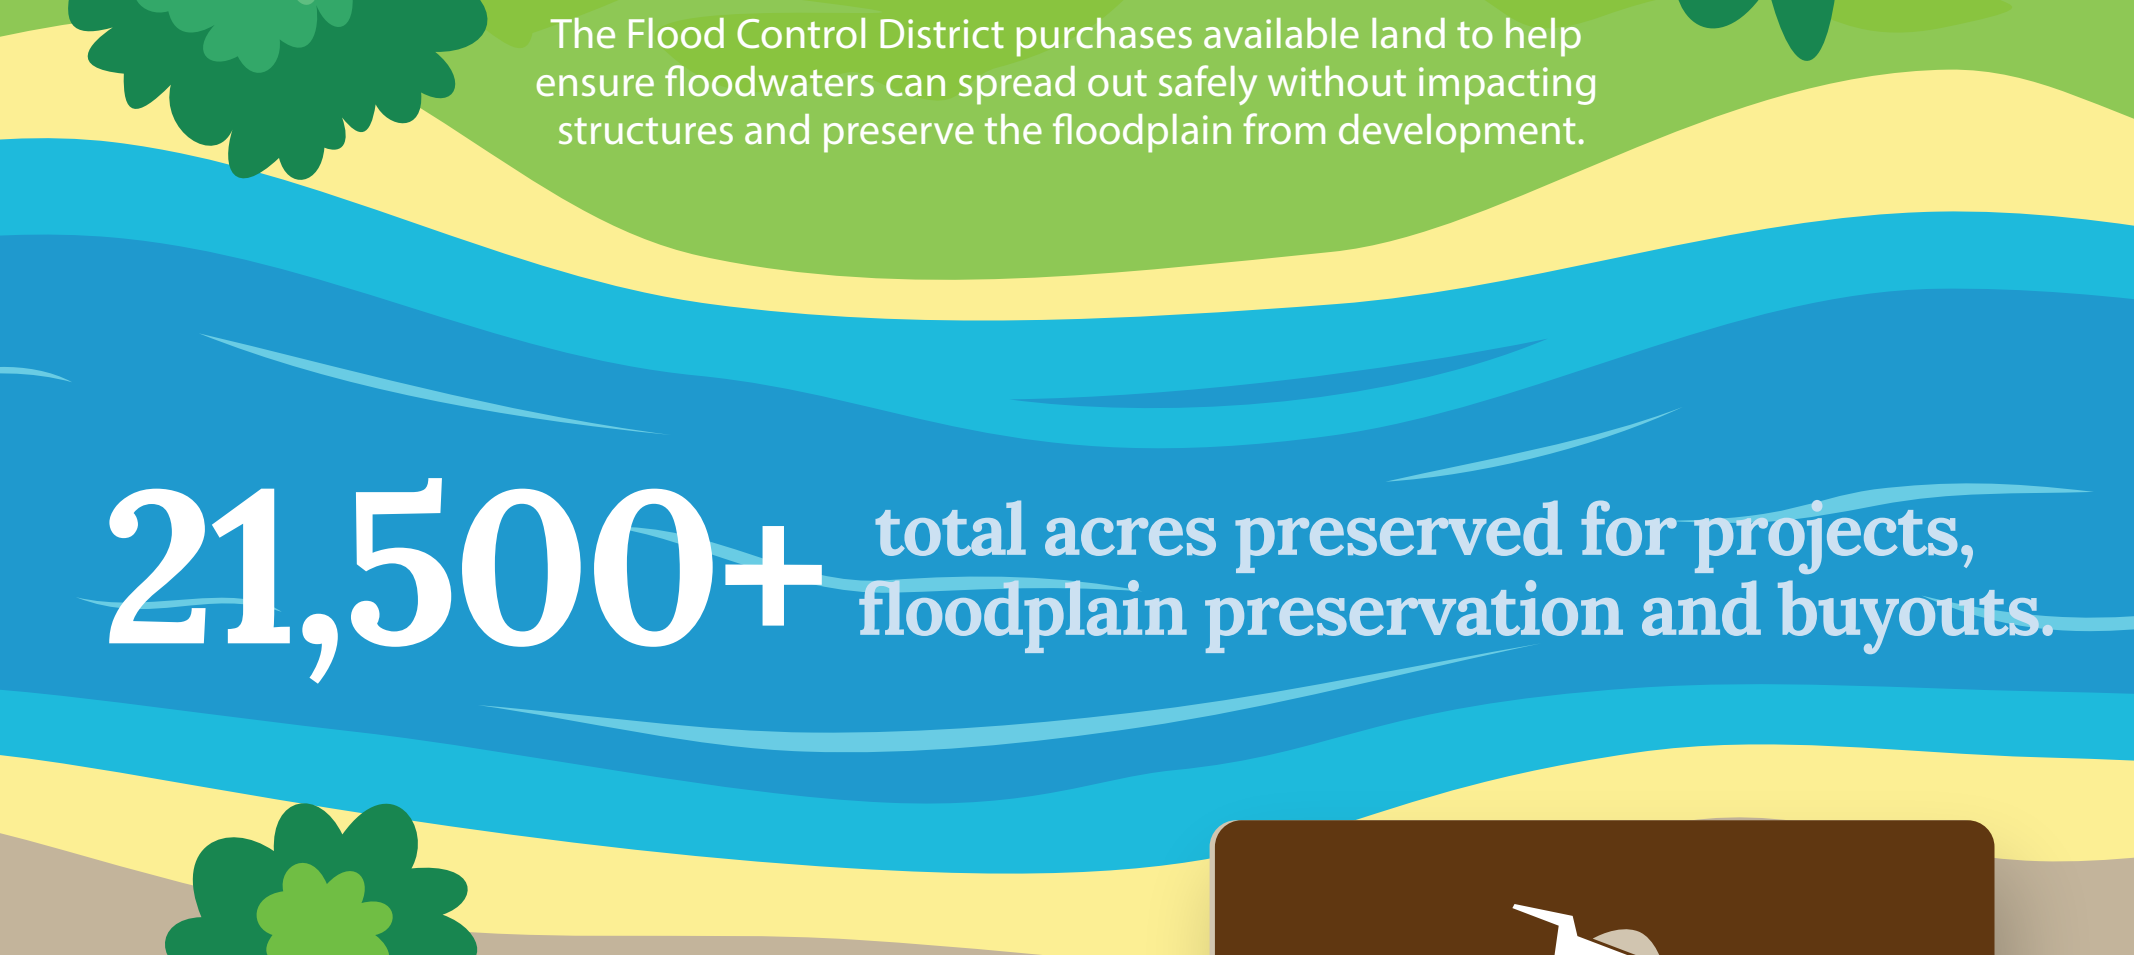 The Flood Control District purchases available land to help
ensure floodwaters can spread out safely without impacting
structures and preserve the floodplain from development.
21,500+
total acres preserved for projects,
floodplain preservation and buyouts.